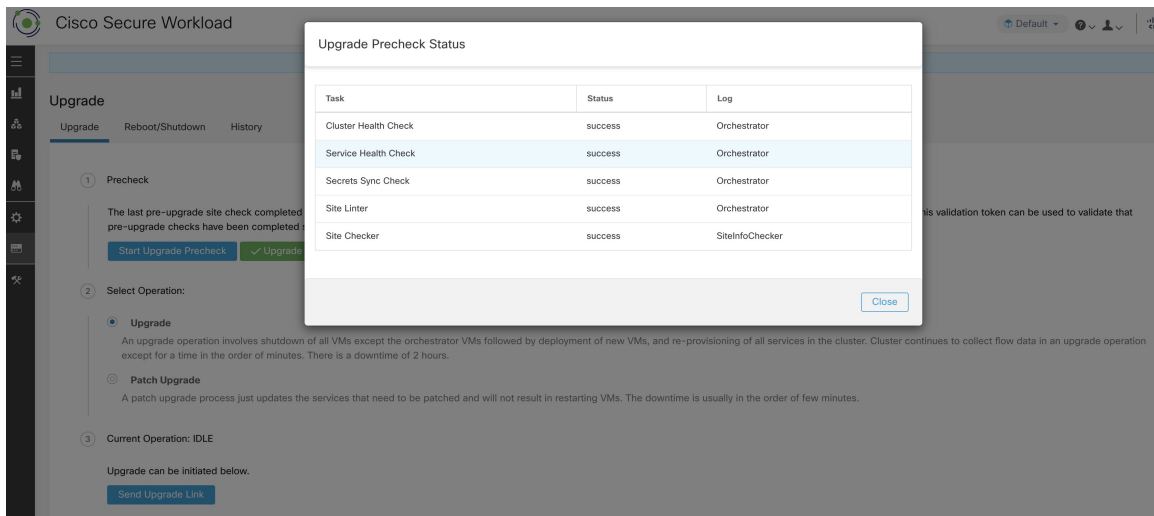 Cisco Secure Workload
Default
Upgrade Precheck Status
Task Status Log
Cluster Health Check success Orchestrator
Service Health Check success Orchestrator
Secrets Sync Check success Orchestrator
Site Linter success Orchestrator
Site Checker success SiteInfoChecker
Close
Upgrade
Upgrade Reboot/Shutdown History
1 Precheck
The last pre-upgrade site check completed his validation token can be used to validate that
pre-upgrade checks have been completed s
Start Upgrade Precheck Upgrade
2 Select Operation:
Upgrade
An upgrade operation involves shutdown of all VMs except the orchestrator VMs followed by deployment of new VMs, and re-provisioning of all services in the cluster. Cluster continues to collect flow data in an upgrade operation
except for a time in the order of minutes. There is a downtime of 2 hours.
Patch Upgrade
A patch upgrade process just updates the services that need to be patched and will not result in restarting VMs. The downtime is usually in the order of few minutes.
3 Current Operation: IDLE
Upgrade can be initiated below.
Send Upgrade Link